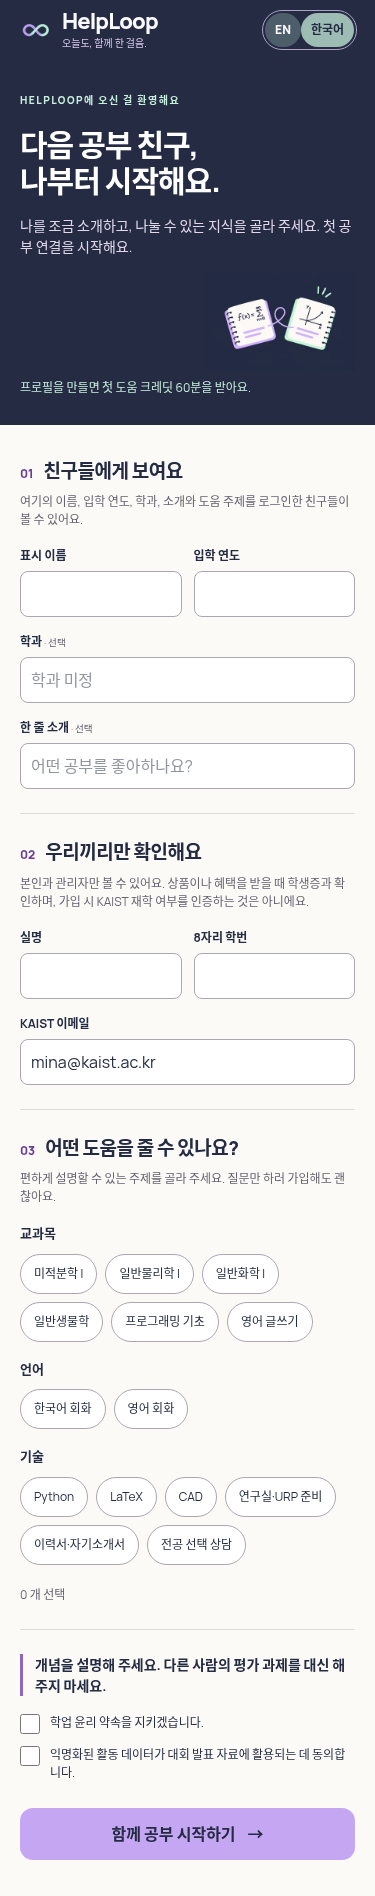 HelpLoop
오늘도, 함께 한 걸음.
EN 한국어
HELPLOOP에 오신 걸 환영해요
다음 공부 친구,
나부터 시작해요.
나를 조금 소개하고, 나눌 수 있는 지식을 골라 주세요. 첫 공
부 연결을 시작해요.
프로필을 만들면 첫 도움 크레딧 60분을 받아요.
01 친구들에게 보여요
여기의 이름, 입학 연도, 학과, 소개와 도움 주제를 로그인한 친구들이
볼 수 있어요.
표시 이름 입학 연도
학과 · 선택
학과 미정
한 줄 소개 · 선택
어떤 공부를 좋아하나요?
02 우리끼리만 확인해요
본인과 관리자만 볼 수 있어요. 상품이나 혜택을 받을 때 학생증과 확
인하며, 가입 시 KAIST 재학 여부를 인증하는 것은 아니에요.
실명 8자리 학번
KAIST 이메일
mina@kaist.ac.kr
03 어떤 도움을 줄 수 있나요?
편하게 설명할 수 있는 주제를 골라 주세요. 질문만 하러 가입해도 괜
찮아요.
교과목
미적분학 I 일반물리학 I 일반화학 I
일반생물학 프로그래밍 기초 영어 글쓰기
언어
한국어 회화 영어 회화
기술
Python LaTeX CAD 연구실·URP 준비
이력서·자기소개서 전공 선택 상담
0 개 선택
개념을 설명해 주세요. 다른 사람의 평가 과제를 대신 해
주지 마세요.
학업 윤리 약속을 지키겠습니다.
익명화된 활동 데이터가 대회 발표 자료에 활용되는 데 동의합
니다.
함께 공부 시작하기 →